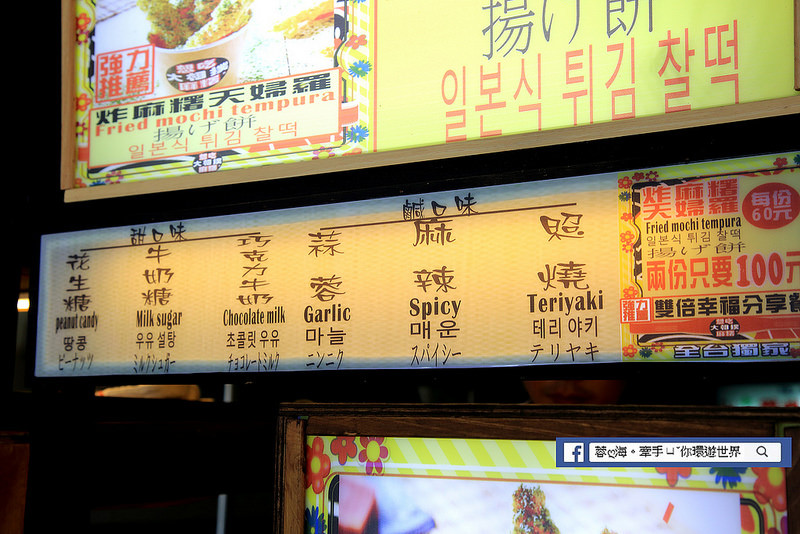 揚げ餅
일본식 튀김 찰떡
強力
推薦
炸麻糬天婦羅
Fried mochi tempura
揚げ餅
일본식 튀김 찰떡
甜品味
花生糖
peanut candy
땅콩
ピーナッツ
牛奶糖
Milk sugar
우유 설탕
ミルクシュガー
巧克力牛奶
Chocolate milk
초콜릿 우유
チョコレートミルク
鹹品味
蒜蓉
Garlic
마늘
ニンニク
麻辣
Spicy
매운
スパイシー
照燒
Teriyaki
테리 야키
テリヤキ
炸麻糬
天婦羅
每份
60元
Fried mochi tempura
일본식 튀김 찰떡
揚げ餅
兩份只要100元
強力
推薦
雙倍幸福分享餐
全台獨家
蓉ღ海。牽手ㄩˇ你環遊世界